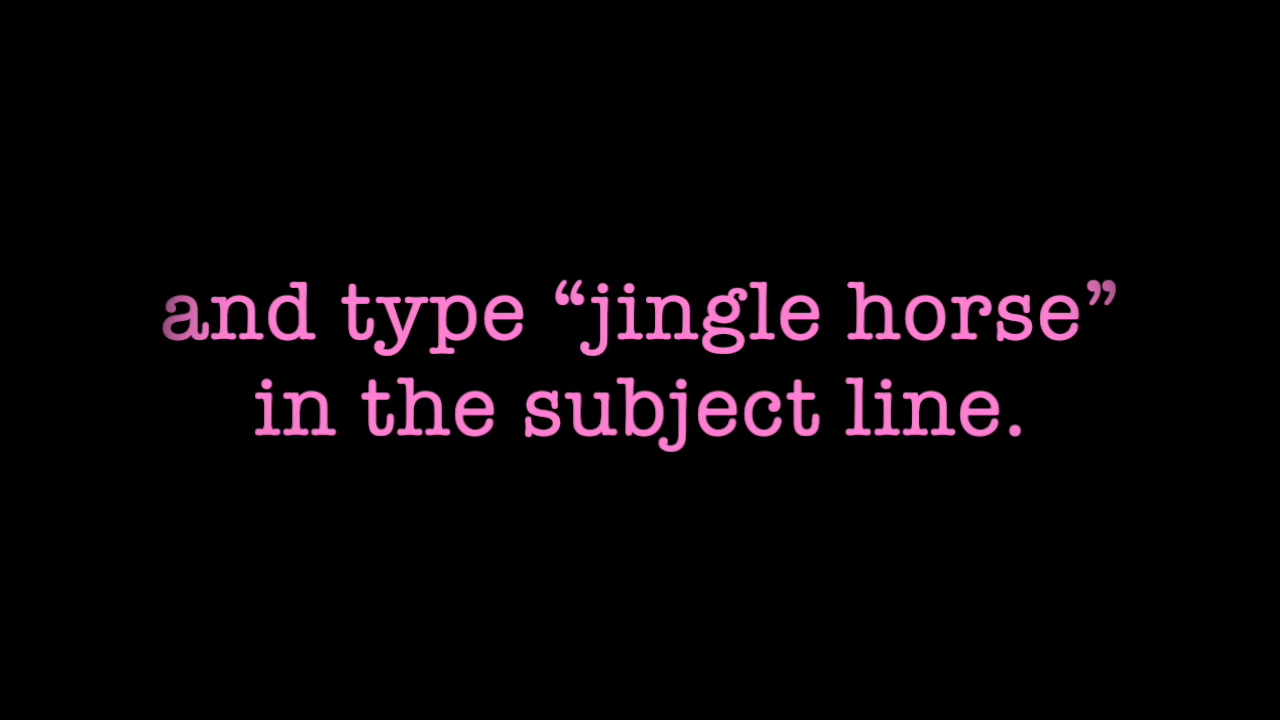 and type “jingle horse”
in the subject line.